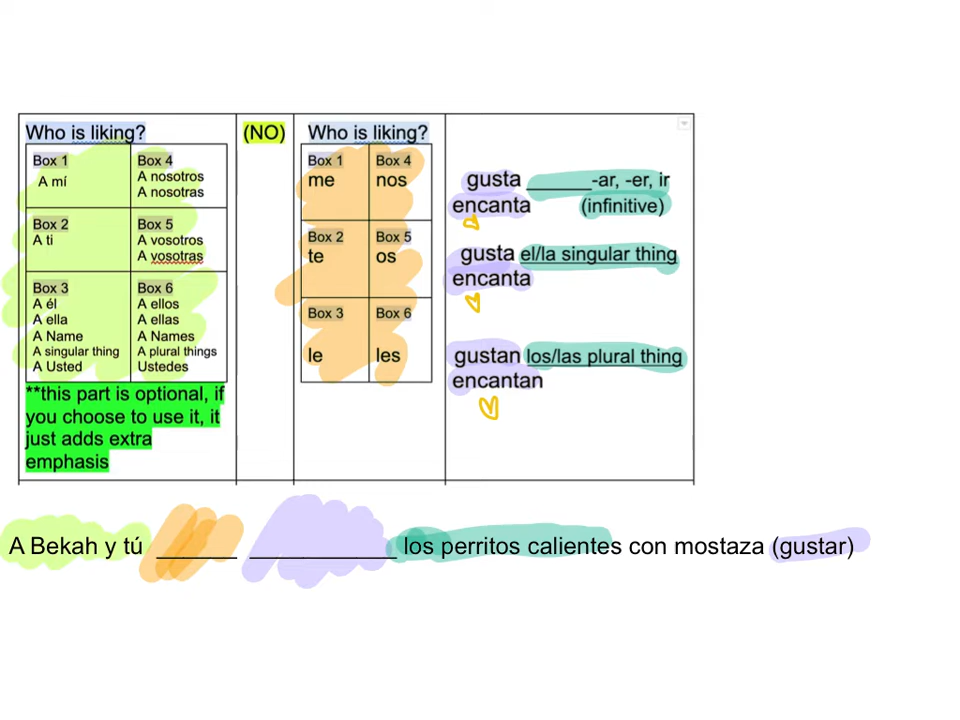 Who is liking?
Box 1
A mí
Box 4
A nosotros
A nosotras
Box 2
A ti
Box 5
A vosotros
A vosotras
Box 3
A él
A ella
A Name
A singular thing
A Usted
Box 6
A ellos
A ellas
A Names
A plural things
Ustedes
**this part is optional, if
you choose to use it, it
just adds extra
emphasis
(NO)
Who is liking?
Box 1
me
Box 4
nos
Box 2
te
Box 5
os
Box 3
le
Box 6
les
gusta ______-ar, -er, ir
encanta (infinitive)
gusta el/la singular thing
encanta
gustan los/las plural thing
encantan
A Bekah y tú ______ ___________ los perritos calientes con mostaza (gustar)